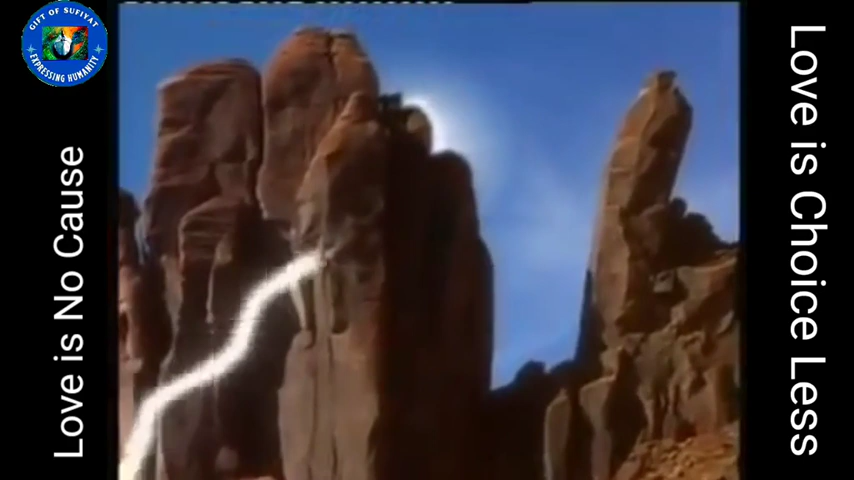 GIFT OF SUFIYAT
EXPRESSING HUMANITY
Love is No Cause
Love is Choice Less